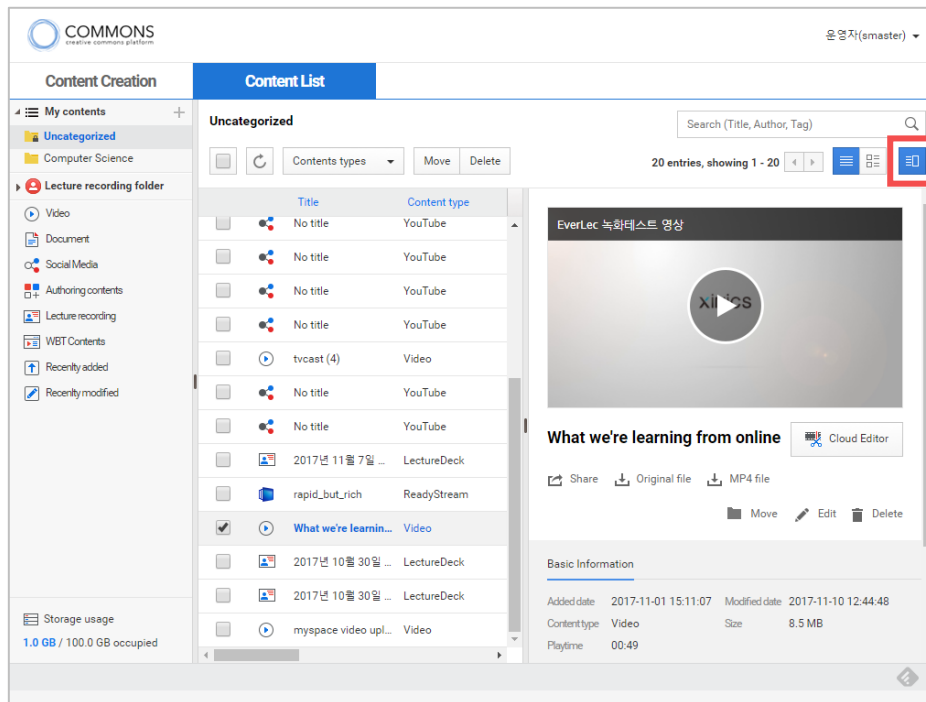 COMMONS
creative commons platform
운영자(smaster)
Content Creation
Content List
My contents
Uncategorized
Computer Science
Lecture recording folder
Video
Document
Social Media
Authoring contents
Lecture recording
WBT Contents
Recently added
Recently modified
Storage usage
1.0 GB / 100.0 GB occupied
Uncategorized
Search (Title, Author, Tag)
Contents types
Move
Delete
20 entries, showing 1 - 20
Title Content type
No title YouTube
No title YouTube
No title YouTube
No title YouTube
tvcast (4) Video
No title YouTube
No title YouTube
2017년 11월 7일 ... LectureDeck
rapid_but_rich ReadyStream
What we're learnin... Video
2017년 10월 30일 ... LectureDeck
2017년 10월 30일 ... LectureDeck
myspace video upl... Video
EverLec 녹화테스트 영상
xinics
What we're learning from online
Cloud Editor
Share Original file MP4 file
Move Edit Delete
Basic Information
Added date 2017-11-01 15:11:07 Modified date 2017-11-10 12:44:48
Content type Video Size 8.5 MB
Playtime 00:49